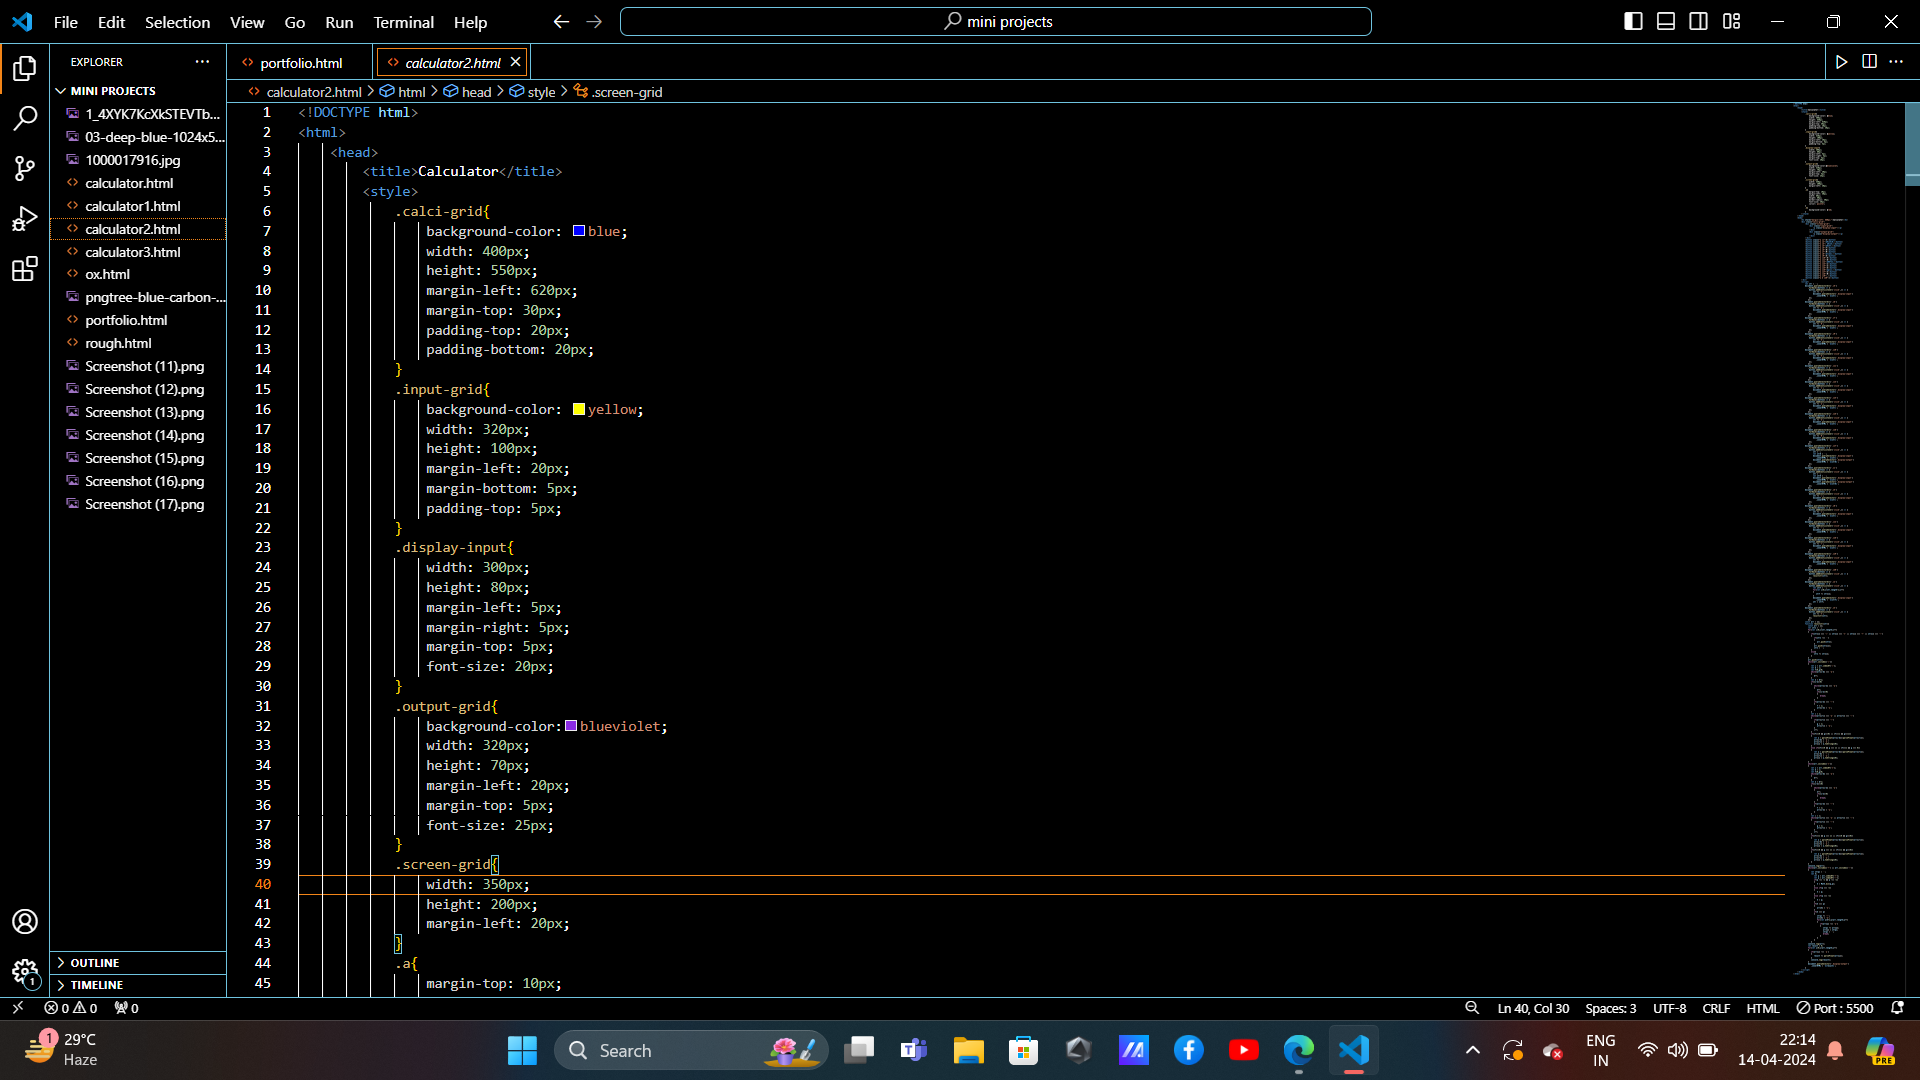 File Edit Selection View Go Run Terminal Help
mini projects
EXPLORER
MINI PROJECTS
1_4XYK7KcXkSTEVTb...
03-deep-blue-1024x5...
1000017916.jpg
calculator.html
calculator1.html
calculator2.html
calculator3.html
ox.html
pngtree-blue-carbon-...
portfolio.html
rough.html
Screenshot (11).png
Screenshot (12).png
Screenshot (13).png
Screenshot (14).png
Screenshot (15).png
Screenshot (16).png
Screenshot (17).png
OUTLINE
TIMELINE
portfolio.html
calculator2.html
calculator2.html > html > head > style > .screen-grid
1 <!DOCTYPE html>
2 <html>
3 <head>
4 <title>Calculator</title>
5 <style>
6 .calci-grid{
7 background-color: blue;
8 width: 400px;
9 height: 550px;
10 margin-left: 620px;
11 margin-top: 30px;
12 padding-top: 20px;
13 padding-bottom: 20px;
14 }
15 .input-grid{
16 background-color: yellow;
17 width: 320px;
18 height: 100px;
19 margin-left: 20px;
20 margin-bottom: 5px;
21 padding-top: 5px;
22 }
23 .display-input{
24 width: 300px;
25 height: 80px;
26 margin-left: 5px;
27 margin-right: 5px;
28 margin-top: 5px;
29 font-size: 20px;
30 }
31 .output-grid{
32 background-color: blueviolet;
33 width: 320px;
34 height: 70px;
35 margin-left: 20px;
36 margin-top: 5px;
37 font-size: 25px;
38 }
39 .screen-grid{
40 width: 350px;
41 height: 200px;
42 margin-left: 20px;
43 }
44 .a{
45 margin-top: 10px;
0 0 0
Ln 40, Col 30 Spaces: 3 UTF-8 CRLF HTML Port : 5500
1
1
29°C
Haze
Search
ENG
IN
22:14
14-04-2024
PRE